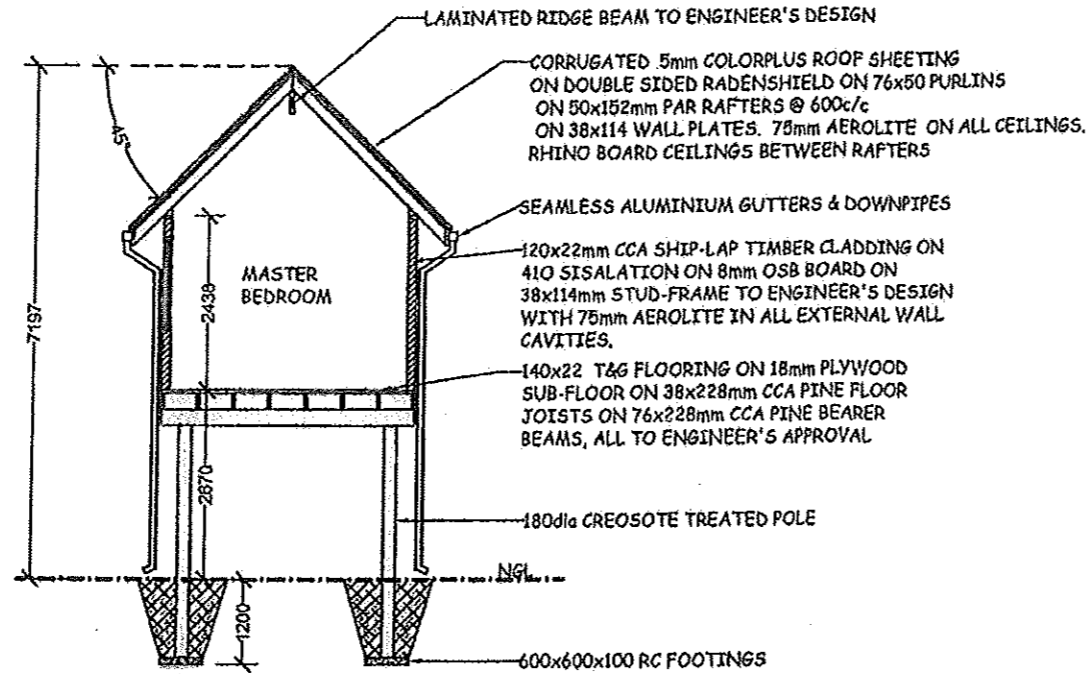 LAMINATED RIDGE BEAM TO ENGINEER'S DESIGN
CORRUGATED .5mm COLORPLUS ROOF SHEETING
ON DOUBLE SIDED RADENSHIELD ON 76x50 PURLINS
ON 50x152mm PAR RAFTERS @ 600c/c
ON 38x114 WALL PLATES. 75mm AEROLITE ON ALL CEILINGS.
RHINO BOARD CEILINGS BETWEEN RAFTERS
45°
SEAMLESS ALUMINIUM GUTTERS & DOWNPIPES
120x22mm CCA SHIP-LAP TIMBER CLADDING ON
410 SISALATION ON 8mm OSB BOARD ON
38x114mm STUD-FRAME TO ENGINEER'S DESIGN
WITH 75mm AEROLITE IN ALL EXTERNAL WALL
CAVITIES.
MASTER
BEDROOM
2438
7197
140x22 T&G FLOORING ON 18mm PLYWOOD
SUB-FLOOR ON 38x228mm CCA PINE FLOOR
JOISTS ON 76x228mm CCA PINE BEARER
BEAMS, ALL TO ENGINEER'S APPROVAL
2670
180dia CREOSOTE TREATED POLE
NGL
1200
600x600x100 RC FOOTINGS